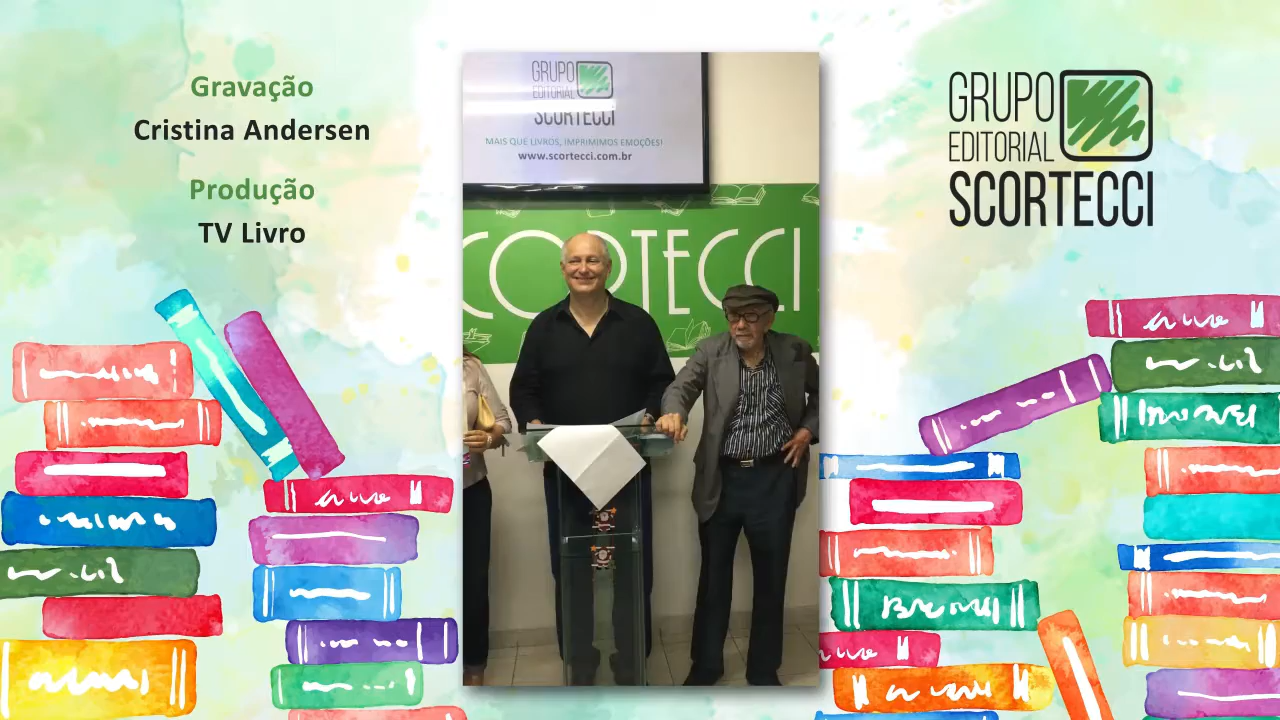 Gravação
Cristina Andersen
Produção
TV Livro
GRUPO
EDITORIAL
SCORTECCI
MAIS QUE LIVROS, IMPRIMIMOS EMOÇÕES!
www.scortecci.com.br
SCORTECCI
GRUPO
EDITORIAL
SCORTECCI